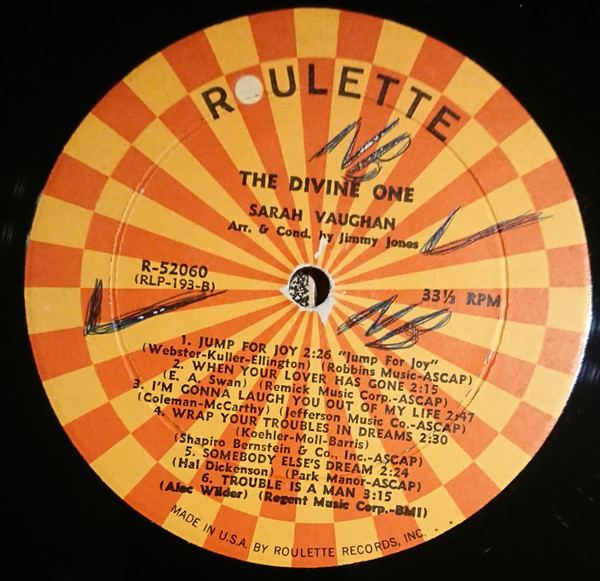 ROULETTE
NB
THE DIVINE ONE
SARAH VAUGHAN
Arr. & Cond. by Jimmy Jones
R-52060
(RLP-193-B)
33⅓ RPM
NB
1. JUMP FOR JOY 2:26 "Jump For Joy"
(Webster-Kuller-Ellington) (Robbins Music-ASCAP)
2. WHEN YOUR LOVER HAS GONE 2:15
(E. A. Swan) (Remick Music Corp.-ASCAP)
3. I'M GONNA LAUGH YOU OUT OF MY LIFE 2:47
(Coleman-McCarthy) (Jefferson Music Co.-ASCAP)
4. WRAP YOUR TROUBLES IN DREAMS 2:30
(Koehler-Moll-Barris)
(Shapiro Bernstein & Co., Inc.-ASCAP)
5. SOMEBODY ELSE'S DREAM 2:24
(Hal Dickenson) (Park Manor-ASCAP)
6. TROUBLE IS A MAN 3:15
(Alec Wilder) (Regent Music Corp.-BMI)
MADE IN U.S.A. BY ROULETTE RECORDS, INC.